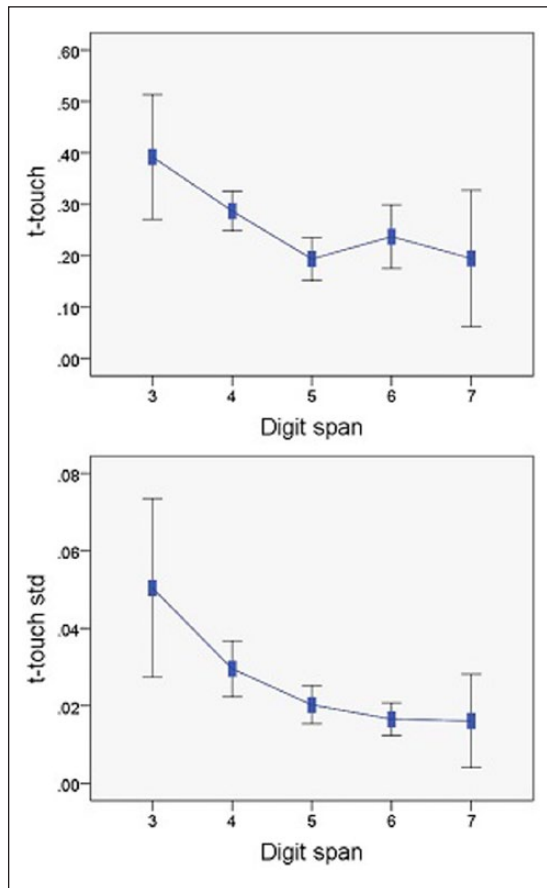 .60
.50
.40
.30
.20
.10
.00
t-touch
3 4 5 6 7
Digit span
.08
.06
.04
.02
.00
t-touch std
3 4 5 6 7
Digit span